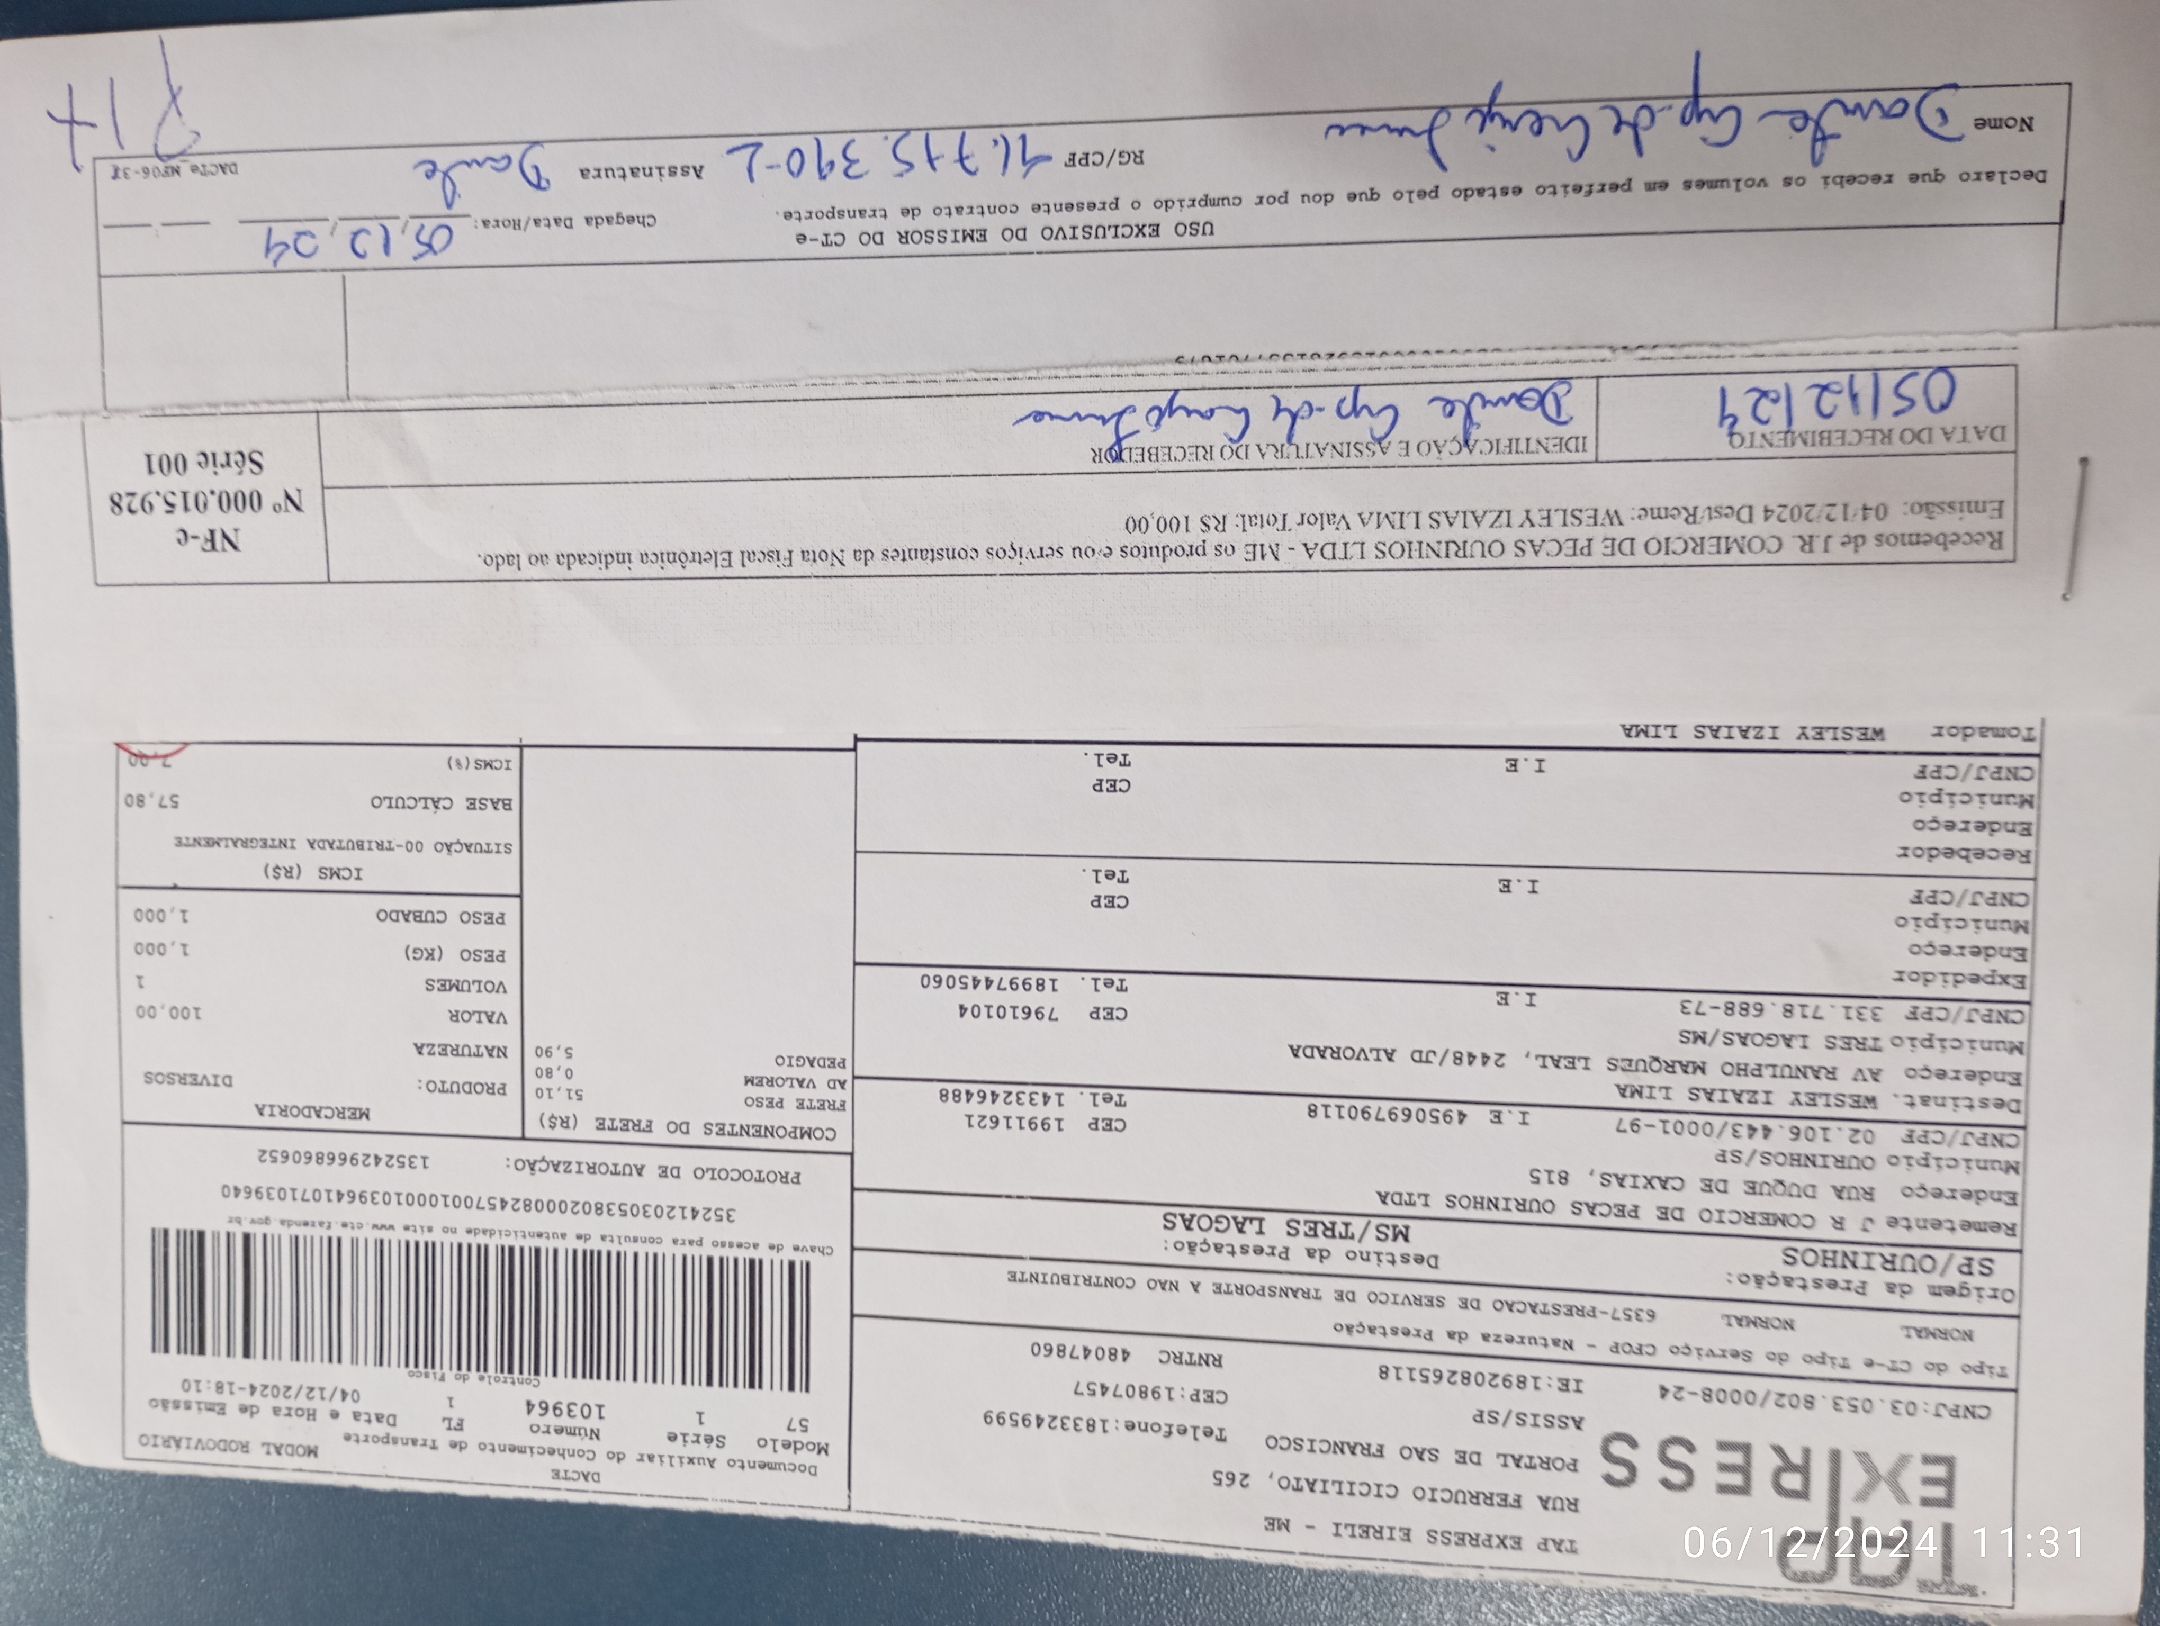 TAP
EXPRESS
TAP EXPRESS EIRELI - ME
RUA FERRUCIO CICILIATO, 265
PORTAL DE SAO FRANCISCO
Telefone:1833249599
ASSIS/SP
CEP:19807457
CNPJ:03.053.802/0008-24
IE:189208265118
RNTRC 48047860
DACTE
Documento Auxiliar do Conhecimento de Transporte
MODAL RODOVIÁRIO
Modelo Série Número FL Data e Hora de Emissão
57 1 103964 1 04/12/2024-18:10
Controle do Fisco
Chave de acesso para consulta de autenticidade no site www.cte.fazenda.gov.br
35241203053802000824570010001039641071039640
PROTOCOLO DE AUTORIZAÇÃO: 135242966860652
Tipo do CT-e Tipo do Serviço CFOP - Natureza da Prestação
NORMAL NORMAL 6357-PRESTACAO DE SERVICO DE TRANSPORTE A NAO CONTRIBUINTE
Origem da Prestação:
SP/OURINHOS
Destino da Prestação:
MS/TRES LAGOAS
Remetente J R COMERCIO DE PECAS OURINHOS LTDA
Endereço RUA DUQUE DE CAXIAS, 815
Município OURINHOS/SP
CEP 19911621
CNPJ/CPF 02.106.443/0001-97 I.E 495069790118
Tel. 1433246488
Destinat. WESLEY IZAIAS LIMA
Endereço AV RANULPHO MARQUES LEAL, 2448/JD ALVORADA
Município TRES LAGOAS/MS
CEP 79610104
CNPJ/CPF 331.718.688-73 I.E
Tel. 18997445060
Expedidor
Endereço
Município
CEP
CNPJ/CPF I.E
Tel.
Recebedor
Endereço
Município
CEP
CNPJ/CPF I.E
Tel.
Tomador WESLEY IZAIAS LIMA
COMPONENTES DO FRETE (R$)
FRETE PESO 51,10
AD VALOREM 0,80
PEDAGIO 5,90
MERCADORIA
PRODUTO: DIVERSOS
NATUREZA
VALOR 100,00
VOLUMES 1
PESO (KG) 1,000
PESO CUBADO 1,000
ICMS (R$)
SITUAÇÃO 00-TRIBUTADA INTEGRALMENTE
BASE CÁLCULO 57,80
ICMS(%) 7,00
Recebemos de J.R. COMERCIO DE PECAS OURINHOS LTDA - ME os produtos e/ou serviços constantes da Nota Fiscal Eletrônica indicada ao lado.
Emissão: 04/12/2024 Dest/Reme: WESLEY IZAIAS LIMA Valor Total: R$ 100,00
NF-e
Nº 000.015.928
Série 001
DATA DO RECEBIMENTO
05/12/24
IDENTIFICAÇÃO E ASSINATURA DO RECEBEDOR
USO EXCLUSIVO DO EMISSOR DO CT-e
Chegada Data/Hora: 05,12,24
Declaro que recebi os volumes em perfeito estado pelo que dou por cumprido o presente contrato de transporte.
Nome
RG/CPF 41.715.390-2
Assinatura
06/12/2024 11:31